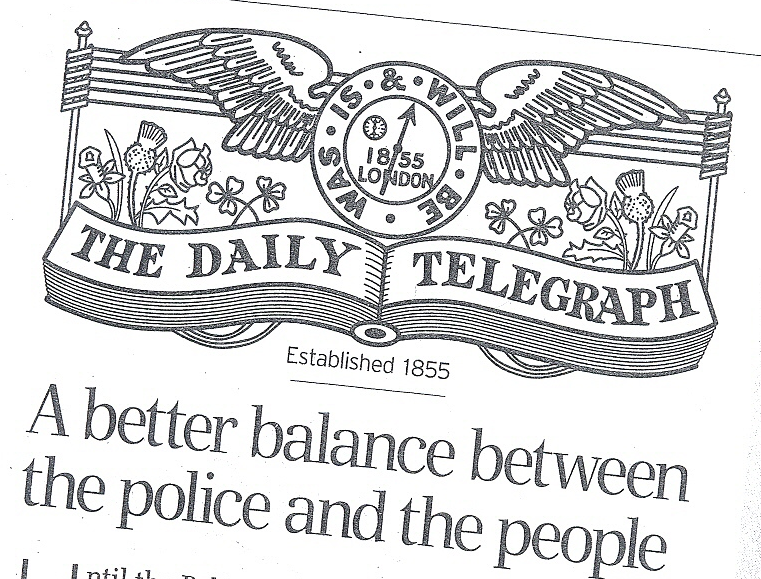 WAS · IS · & · WILL · BE ·
1855
LONDON
THE DAILY TELEGRAPH
Established 1855
A better balance between
the police and the people